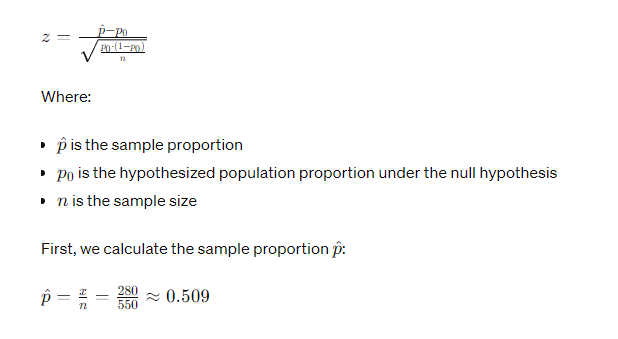 z = \frac{\hat{p}-p_0}{\sqrt{\frac{p_0 \cdot (1-p_0)}{n}}}
Where:
• \hat{p} is the sample proportion
• p_0 is the hypothesized population proportion under the null hypothesis
• n is the sample size
First, we calculate the sample proportion \hat{p}:
\hat{p} = \frac{x}{n} = \frac{280}{550} ≈ 0.509